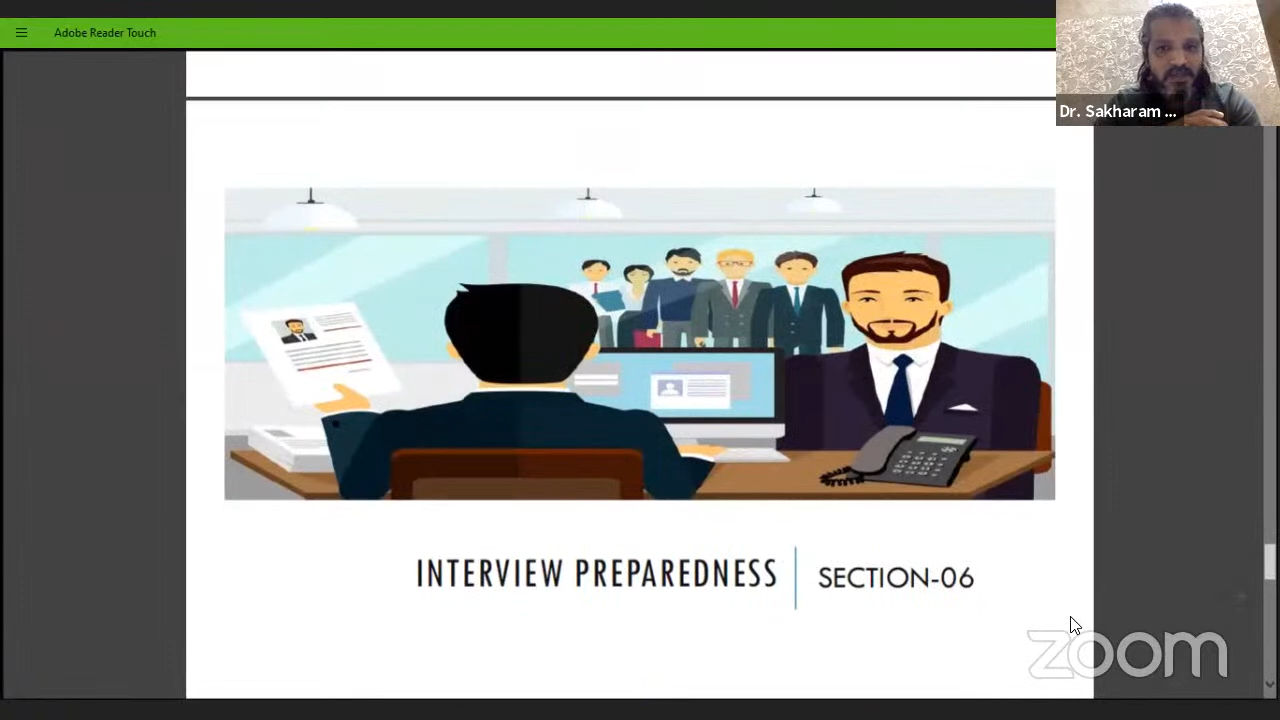 Adobe Reader Touch
Dr. Sakharam ...
INTERVIEW PREPAREDNESS
SECTION-06
zoom